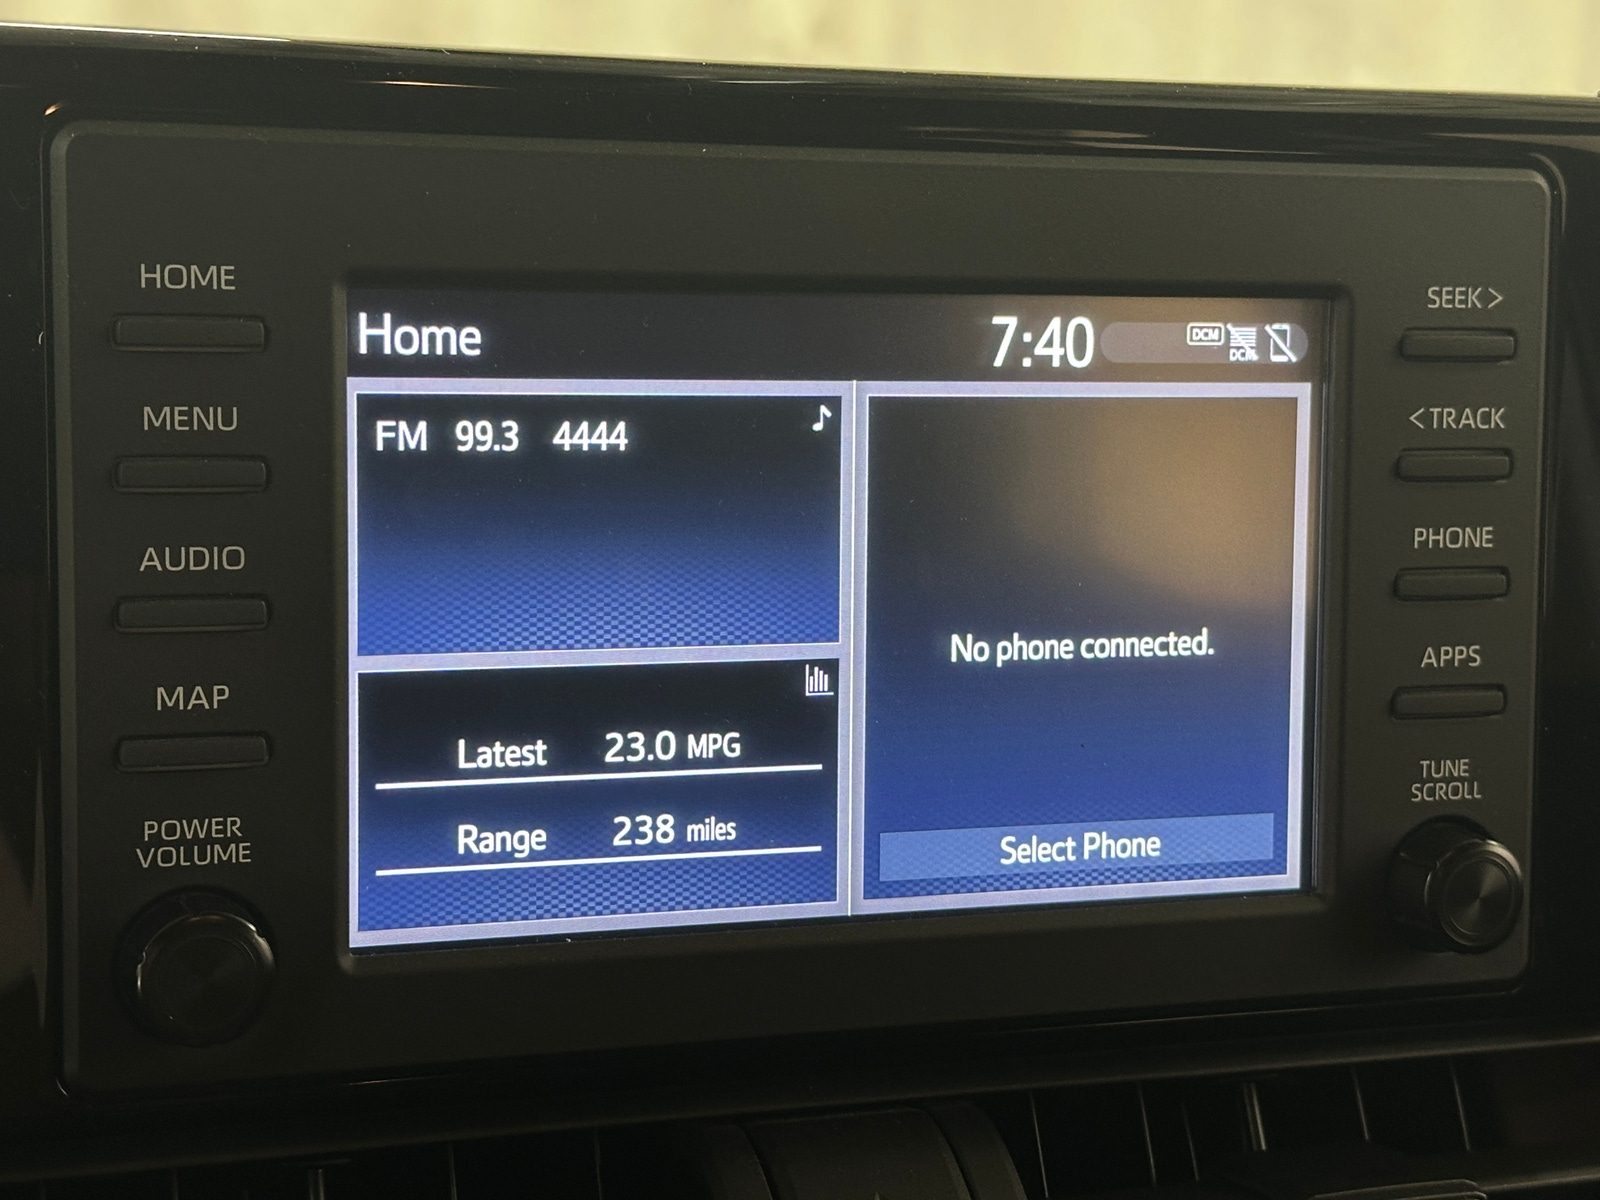 HOME
MENU
AUDIO
MAP
POWER
VOLUME
Home
7:40
DCM
DCM
FM 99.3 4444
Latest 23.0 MPG
Range 238 miles
No phone connected.
Select Phone
SEEK >
< TRACK
PHONE
APPS
TUNE
SCROLL